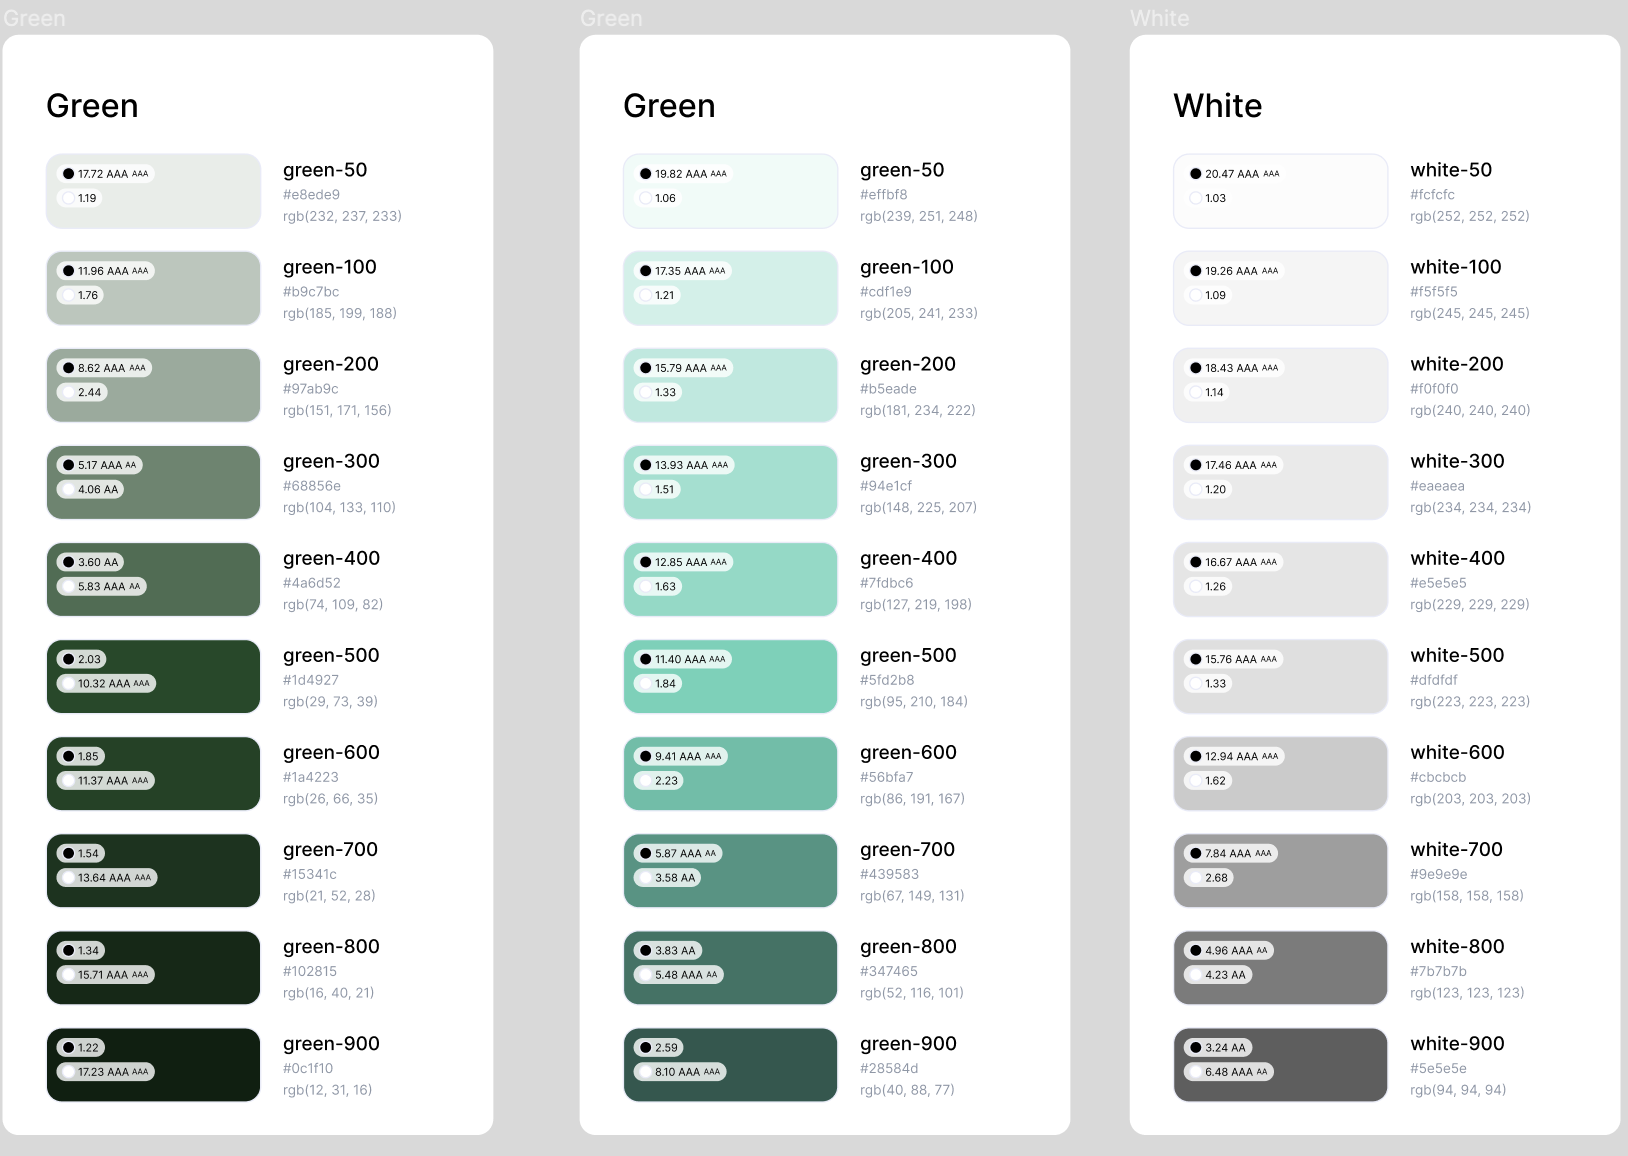 Green
Green
green-50
17.72 AAA AAA
#e8ede9
1.19
rgb(232, 237, 233)
green-100
11.96 AAA AAA
#b9c7bc
1.76
rgb(185, 199, 188)
green-200
8.62 AAA AAA
#97ab9c
2.44
rgb(151, 171, 156)
green-300
5.17 AAA AA
#68856e
4.06 AA
rgb(104, 133, 110)
green-400
3.60 AA
#4a6d52
5.83 AAA AA
rgb(74, 109, 82)
green-500
2.03
#1d4927
10.32 AAA AAA
rgb(29, 73, 39)
green-600
1.85
#1a4223
11.37 AAA AAA
rgb(26, 66, 35)
green-700
1.54
#15341c
13.64 AAA AAA
rgb(21, 52, 28)
green-800
1.34
#102815
15.71 AAA AAA
rgb(16, 40, 21)
green-900
1.22
#0c1f10
17.23 AAA AAA
rgb(12, 31, 16)
Green
Green
green-50
19.82 AAA AAA
#effbf8
1.06
rgb(239, 251, 248)
green-100
17.35 AAA AAA
#cdf1e9
1.21
rgb(205, 241, 233)
green-200
15.79 AAA AAA
#b5eade
1.33
rgb(181, 234, 222)
green-300
13.93 AAA AAA
#94e1cf
1.51
rgb(148, 225, 207)
green-400
12.85 AAA AAA
#7fdbc6
1.63
rgb(127, 219, 198)
green-500
11.40 AAA AAA
#5fd2b8
1.84
rgb(95, 210, 184)
green-600
9.41 AAA AAA
#56bfa7
2.23
rgb(86, 191, 167)
green-700
5.87 AAA AA
#439583
3.58 AA
rgb(67, 149, 131)
green-800
3.83 AA
#347465
5.48 AAA AA
rgb(52, 116, 101)
green-900
2.59
#28584d
8.10 AAA AAA
rgb(40, 88, 77)
White
White
white-50
20.47 AAA AAA
#fcfcfc
1.03
rgb(252, 252, 252)
white-100
19.26 AAA AAA
#f5f5f5
1.09
rgb(245, 245, 245)
white-200
18.43 AAA AAA
#f0f0f0
1.14
rgb(240, 240, 240)
white-300
17.46 AAA AAA
#eaeaea
1.20
rgb(234, 234, 234)
white-400
16.67 AAA AAA
#e5e5e5
1.26
rgb(229, 229, 229)
white-500
15.76 AAA AAA
#dfdfdf
1.33
rgb(223, 223, 223)
white-600
12.94 AAA AAA
#cbcbcb
1.62
rgb(203, 203, 203)
white-700
7.84 AAA AAA
#9e9e9e
2.68
rgb(158, 158, 158)
white-800
4.96 AAA AA
#7b7b7b
4.23 AA
rgb(123, 123, 123)
white-900
3.24 AA
#5e5e5e
6.48 AAA AA
rgb(94, 94, 94)